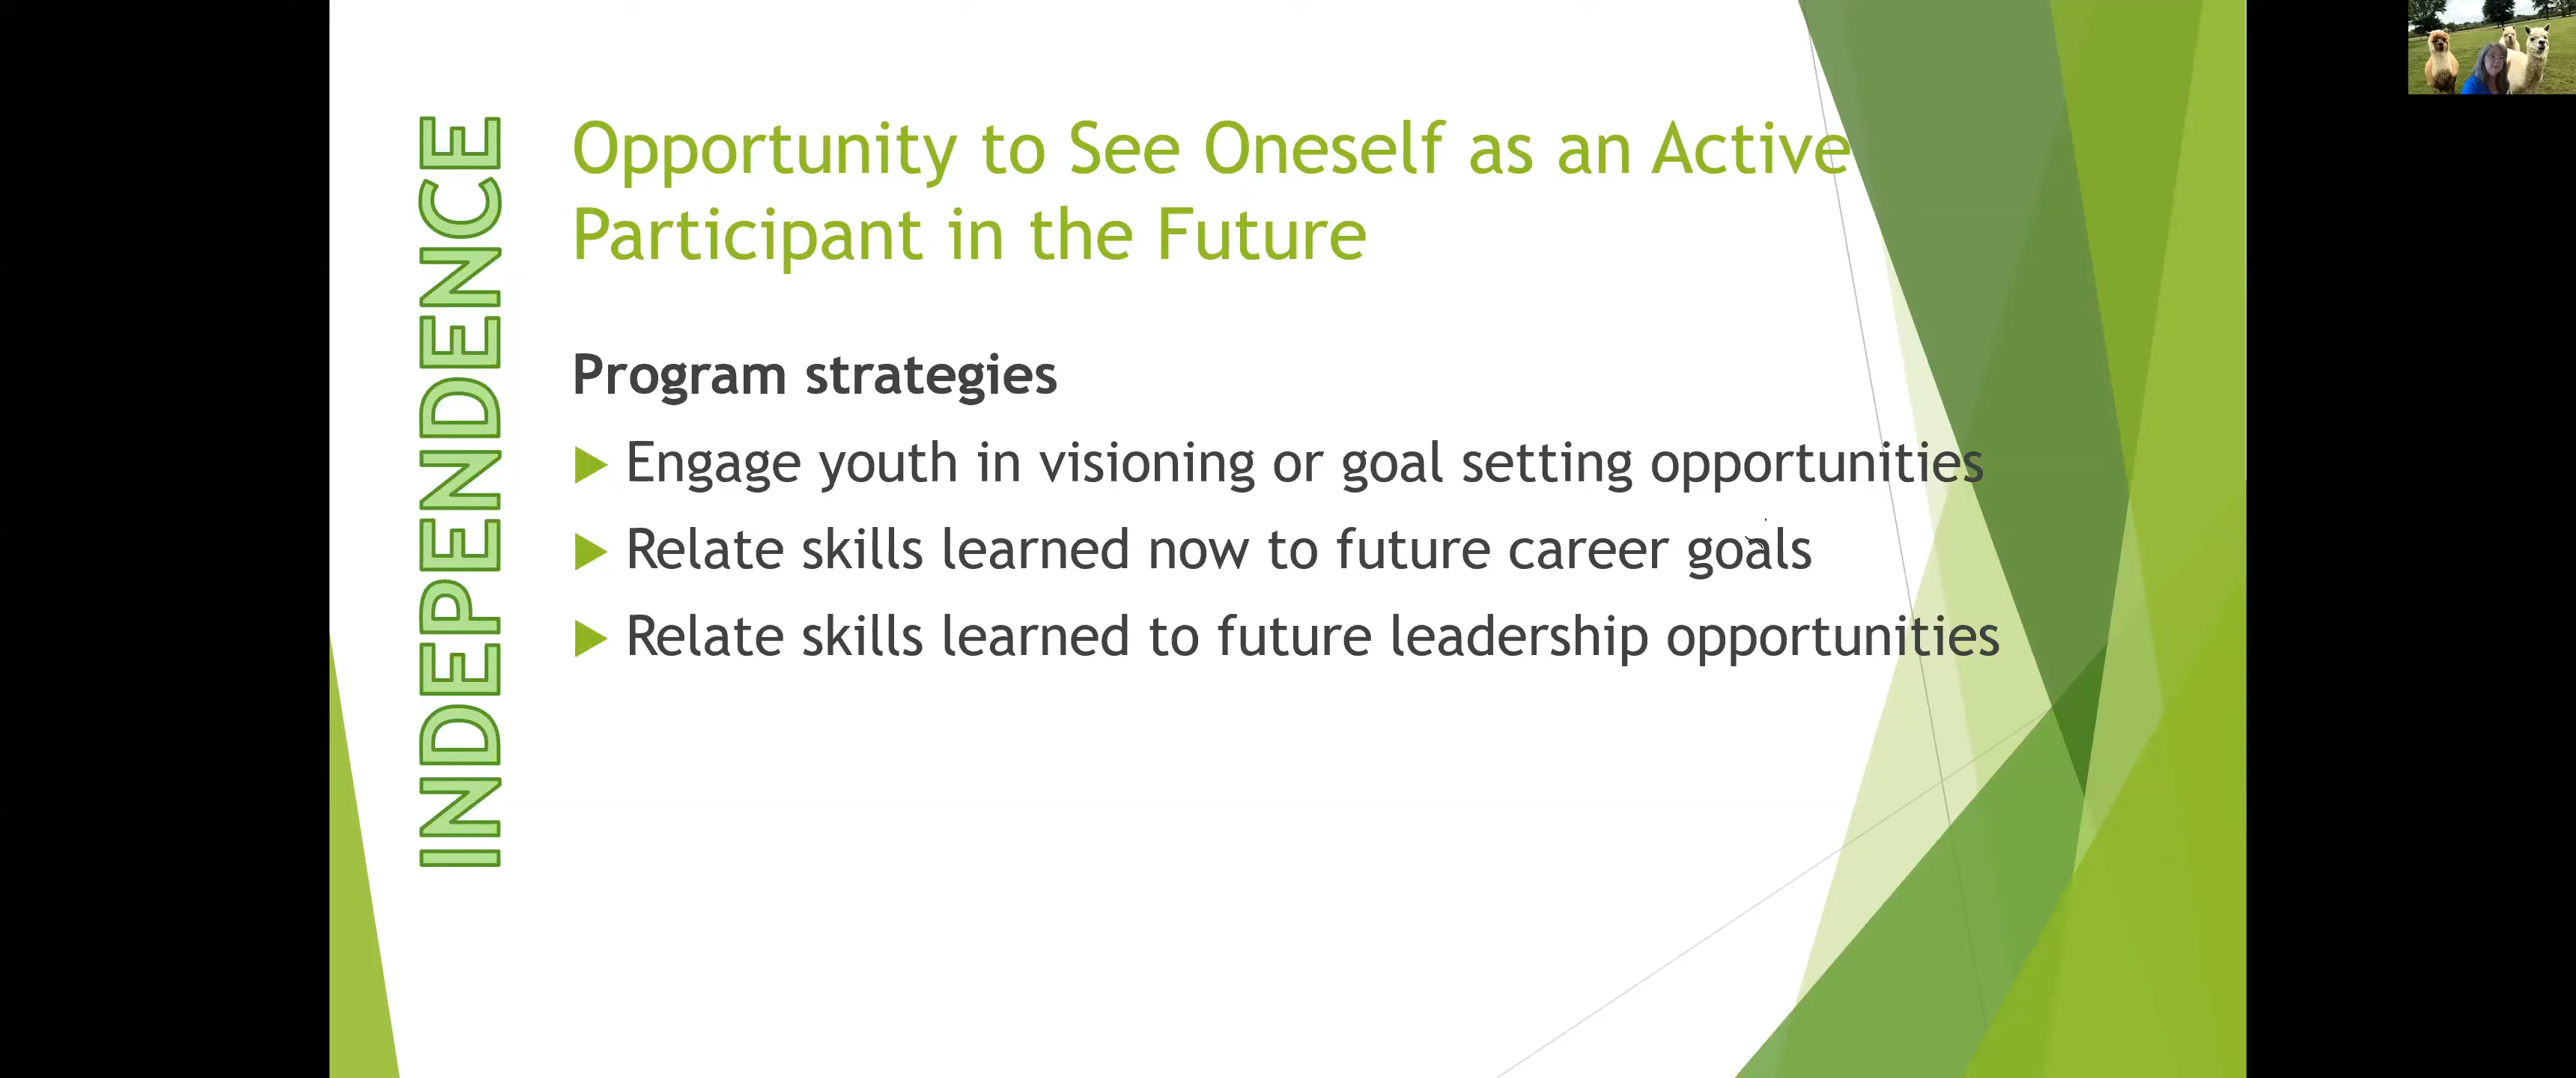 INDEPENDENCE
Opportunity to See Oneself as an Active
Participant in the Future
Program strategies
Engage youth in visioning or goal setting opportunities
Relate skills learned now to future career goals
Relate skills learned to future leadership opportunities